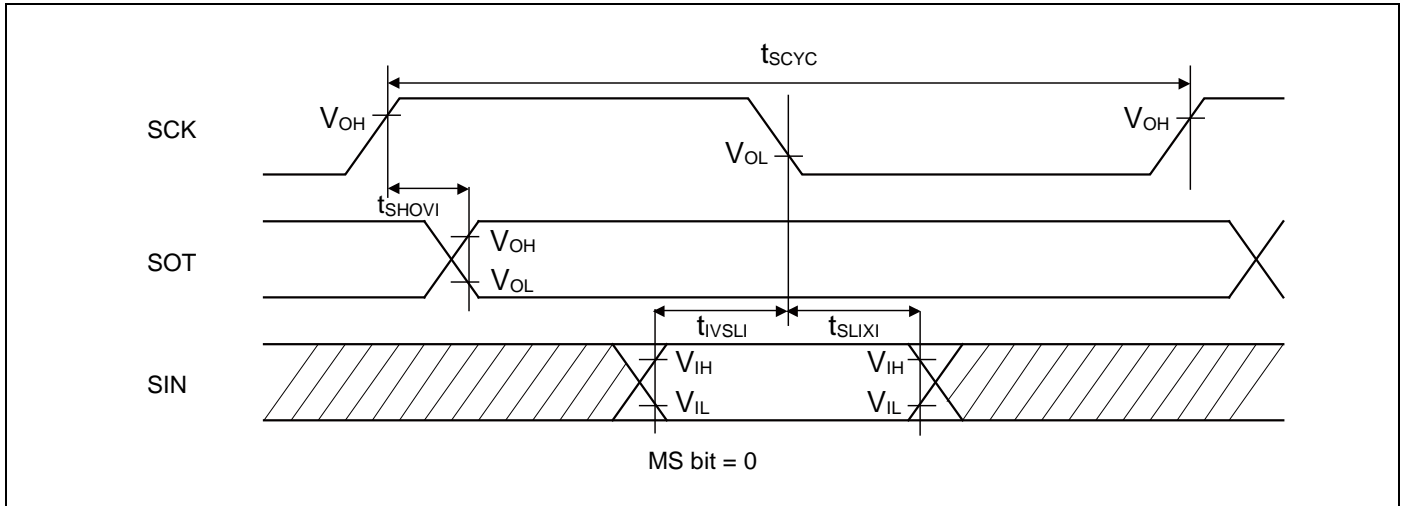 tSCYC
SCK
VOH
VOL
VOH
tSHOVI
SOT
VOH
VOL
tIVSLI
tSLIXI
SIN
VIH
VIH
VIL
VIL
MS bit = 0